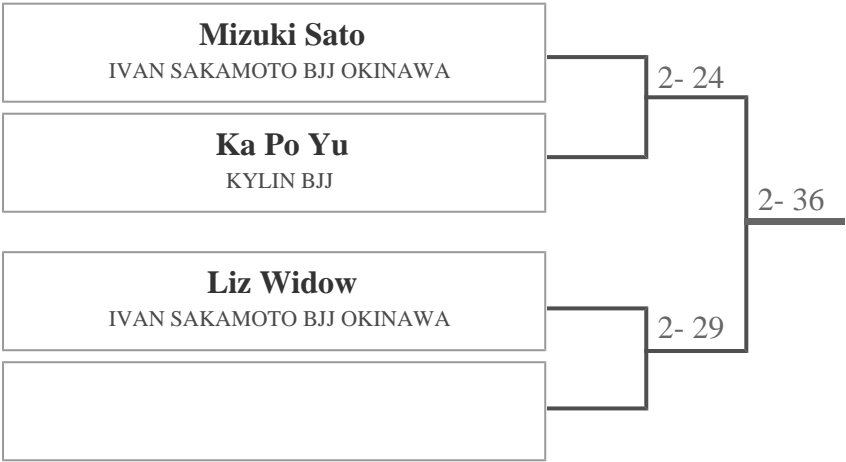 Mizuki Sato
IVAN SAKAMOTO BJJ OKINAWA
2- 24
Ka Po Yu
KYLIN BJJ
2- 36
Liz Widow
IVAN SAKAMOTO BJJ OKINAWA
2- 29